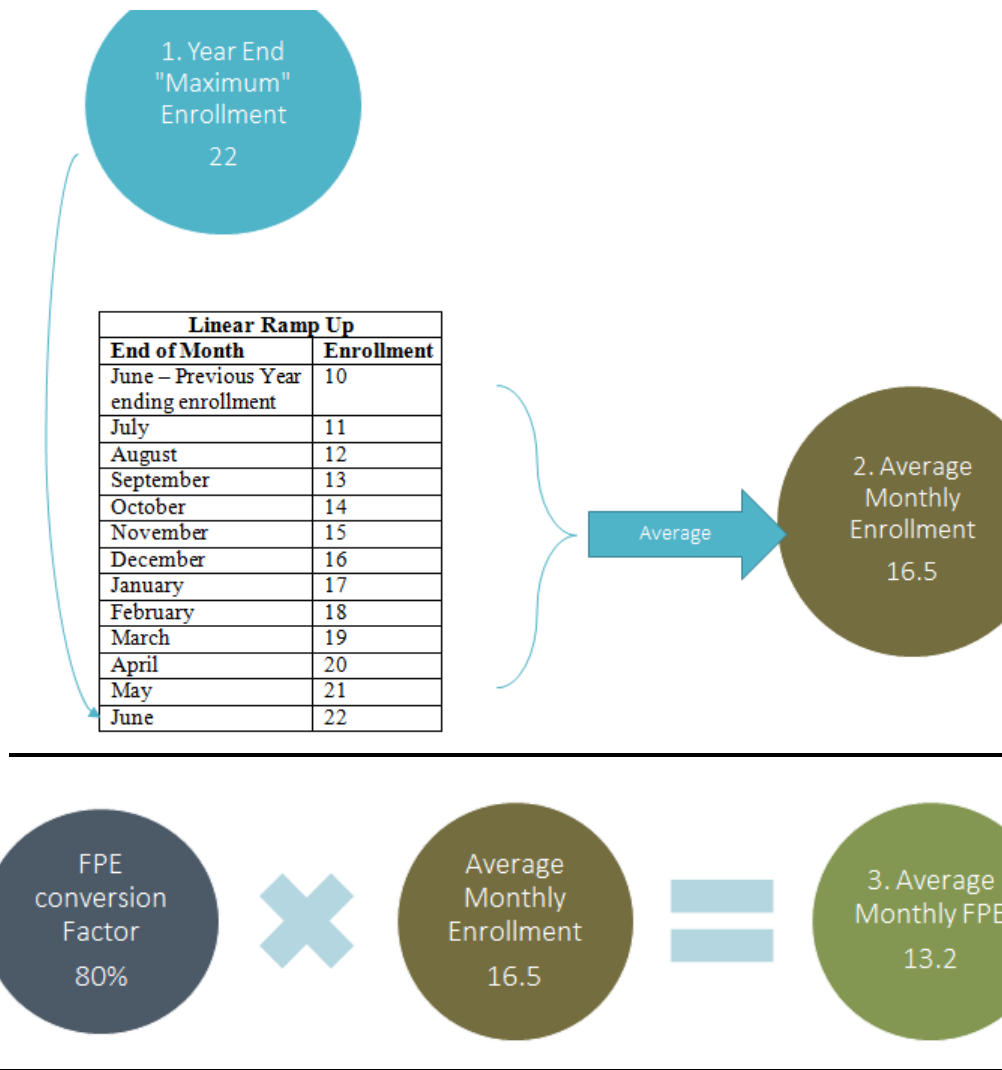 1. Year End
"Maximum"
Enrollment
22
Linear Ramp Up
End of Month Enrollment
June – Previous Year 10
ending enrollment
July 11
August 12
September 13
October 14
November 15
December 16
January 17
February 18
March 19
April 20
May 21
June 22
Average
2. Average
Monthly
Enrollment
16.5
FPE
conversion
Factor
80%
Average
Monthly
Enrollment
16.5
3. Average
Monthly FPE
13.2